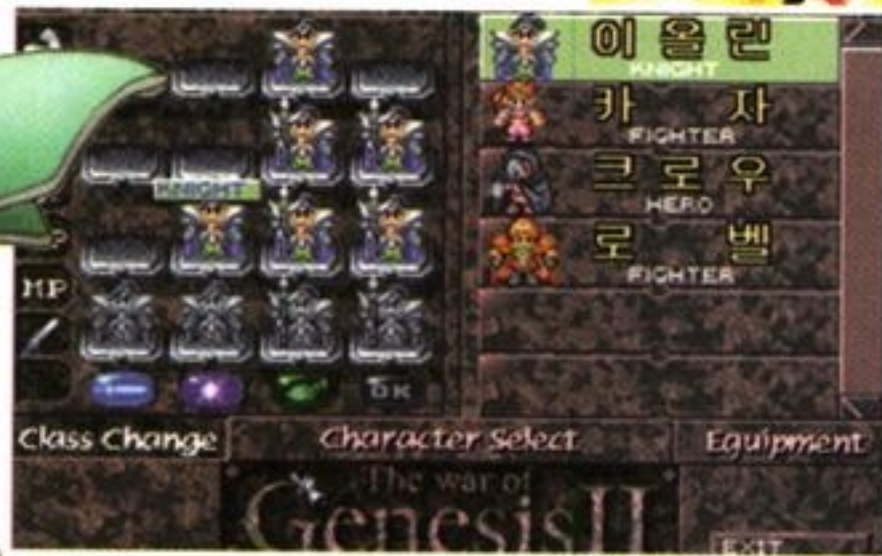 이올린
KNIGHT
카자
FIGHTER
크로우
HERO
로벨
FIGHTER
KNIGHT
MP
OK
Class Change
Character Select
Equipment
The war of
Genesis II
EXIT